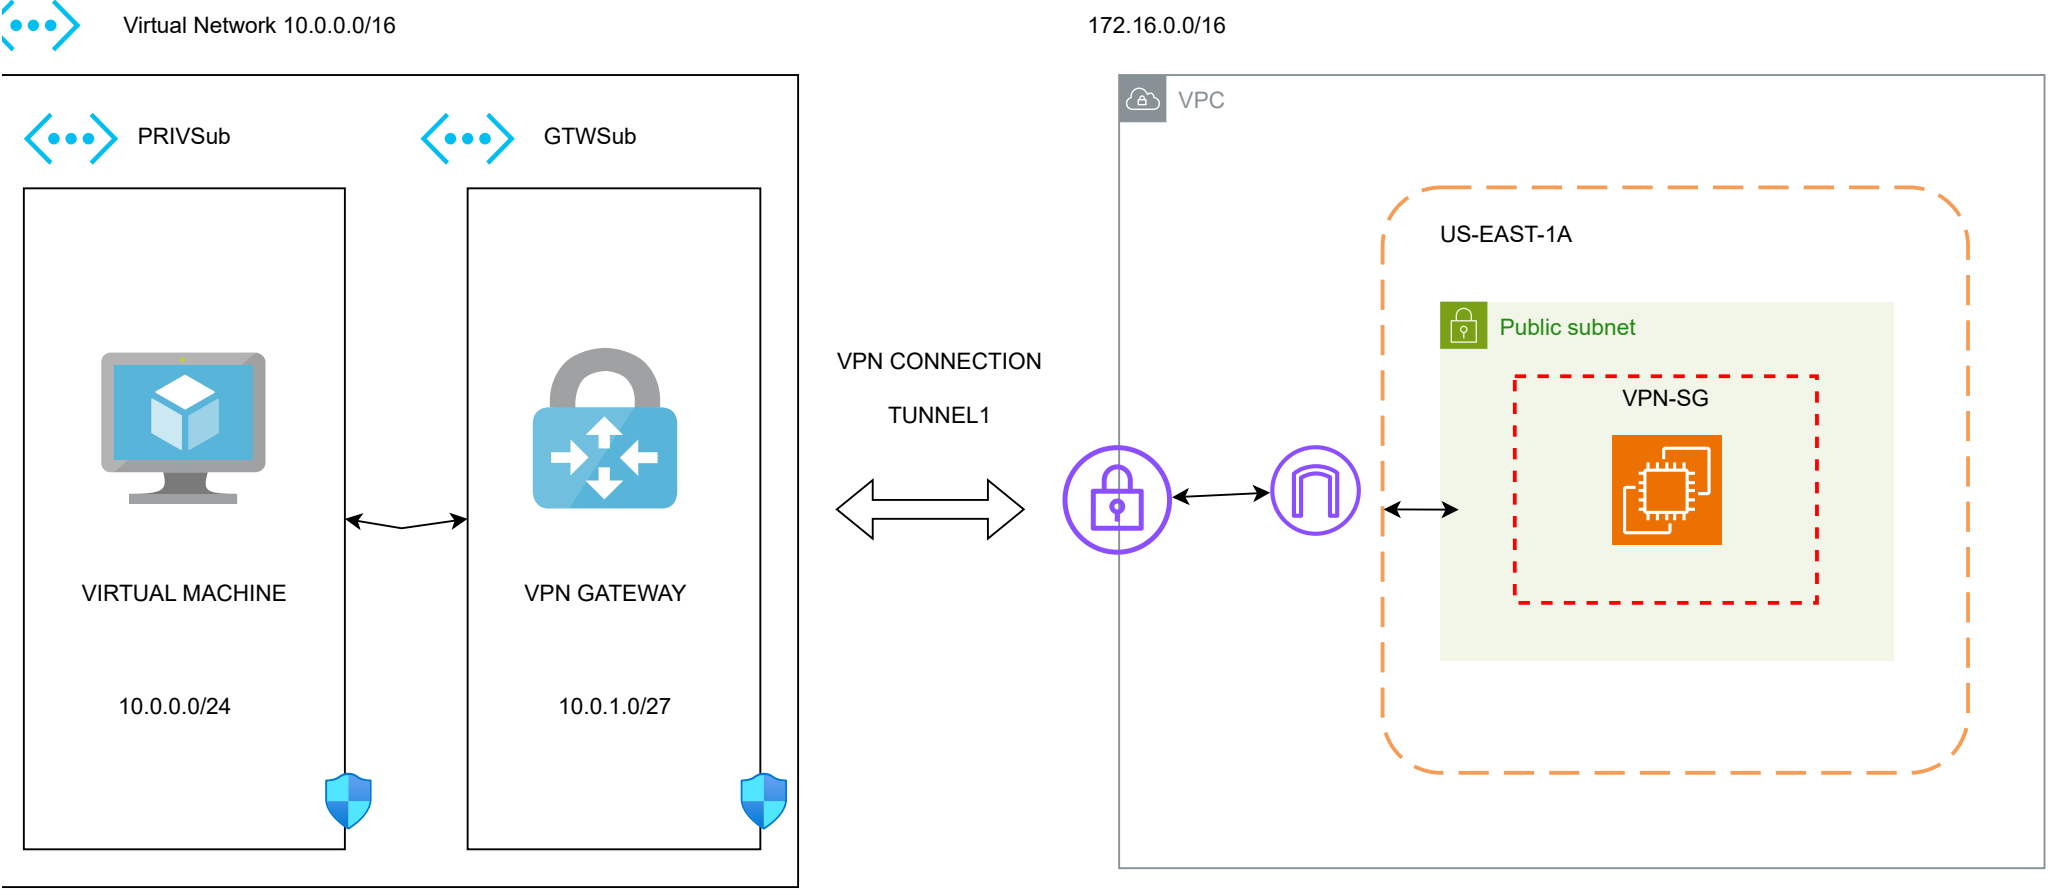 Virtual Network 10.0.0.0/16
172.16.0.0/16
VPC
PRIVSub
GTWSub
US-EAST-1A
Public subnet
VPN CONNECTION
TUNNEL1
VPN-SG
VIRTUAL MACHINE
VPN GATEWAY
10.0.0.0/24
10.0.1.0/27